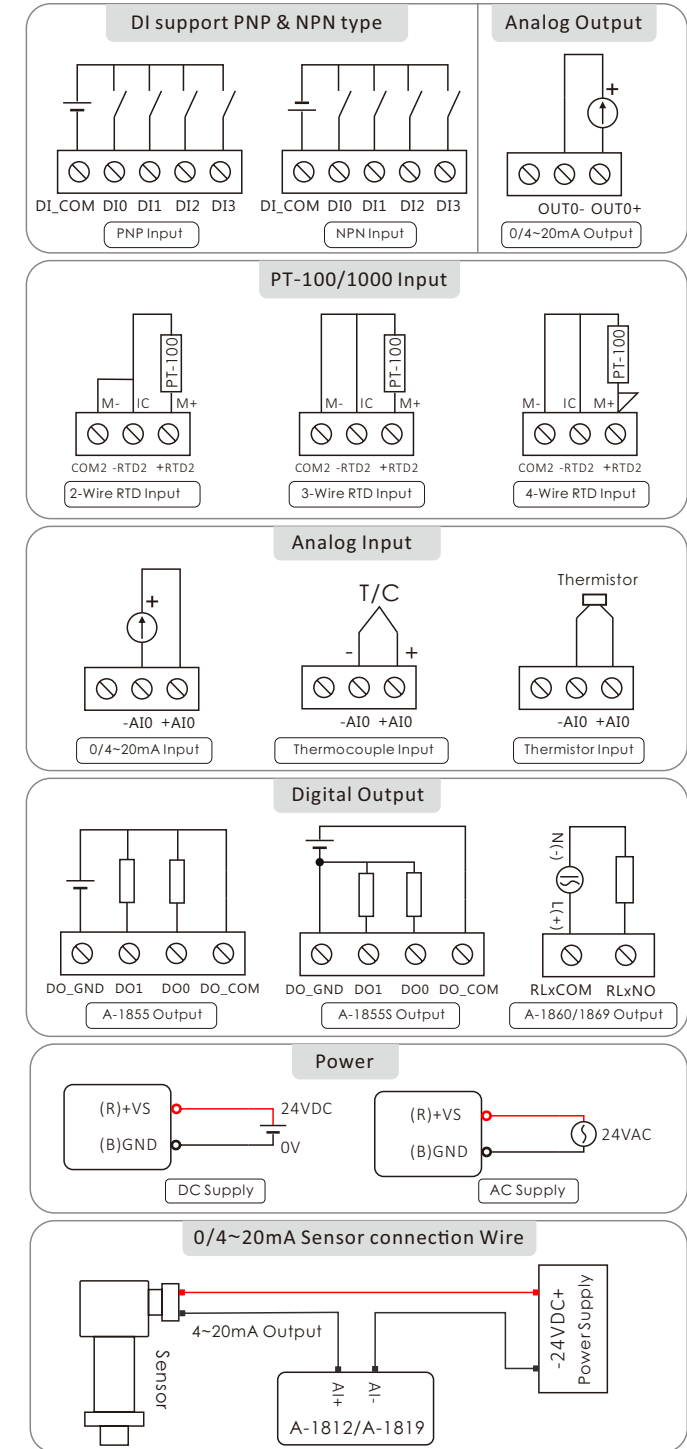 DI support PNP & NPN type
Analog Output
+
DI_COM DI0 DI1 DI2 DI3
DI_COM DI0 DI1 DI2 DI3
OUT0- OUT0+
PNP Input
NPN Input
0/4~20mA Output
PT-100/1000 Input
PT-100
PT-100
PT-100
M- IC M+
M- IC M+
M- IC M+
COM2 -RTD2 +RTD2
COM2 -RTD2 +RTD2
COM2 -RTD2 +RTD2
2-Wire RTD Input
3-Wire RTD Input
4-Wire RTD Input
Analog Input
+
T/C
- +
Thermistor
-AI0 +AI0
-AI0 +AI0
-AI0 +AI0
0/4~20mA Input
Thermocouple Input
Thermistor Input
Digital Output
N(-)
L(+)
DO_GND DO1 DO0 DO_COM
DO_GND DO1 DO0 DO_COM
RLxCOM RLxNO
A-1855 Output
A-1855S Output
A-1860/1869 Output
Power
(R)+VS
24VDC
(B)GND
0V
DC Supply
(R)+VS
(B)GND
24VAC
AC Supply
0/4~20mA Sensor connection Wire
4~20mA Output
Sensor
AI+
AI-
A-1812/A-1819
-24VDC+
Power Supply